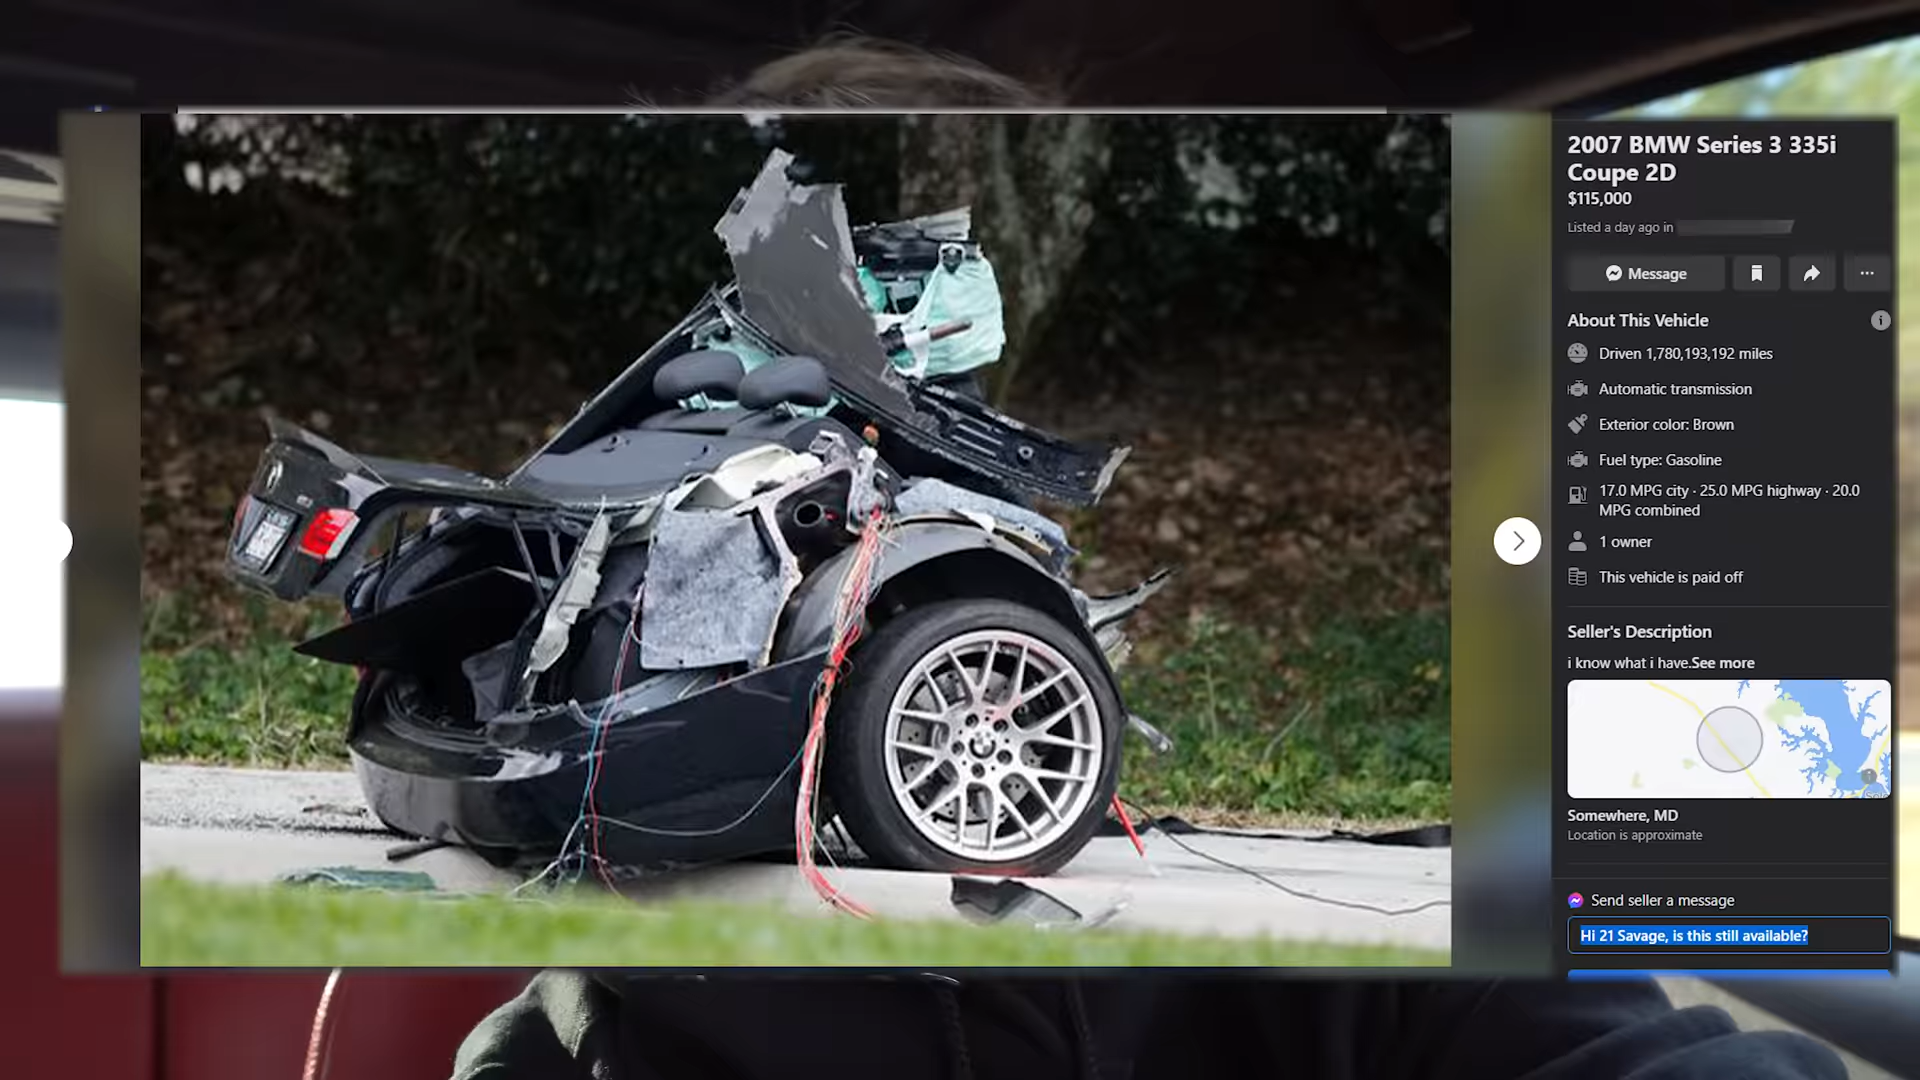 2007 BMW Series 3 335i
Coupe 2D
$115,000
Listed a day ago in
Message
About This Vehicle
Driven 1,780,193,192 miles
Automatic transmission
Exterior color: Brown
Fuel type: Gasoline
17.0 MPG city · 25.0 MPG highway · 20.0
MPG combined
1 owner
This vehicle is paid off
Seller's Description
i know what i have.See more
Somewhere, MD
Location is approximate
Send seller a message
Hi 21 Savage, is this still available?